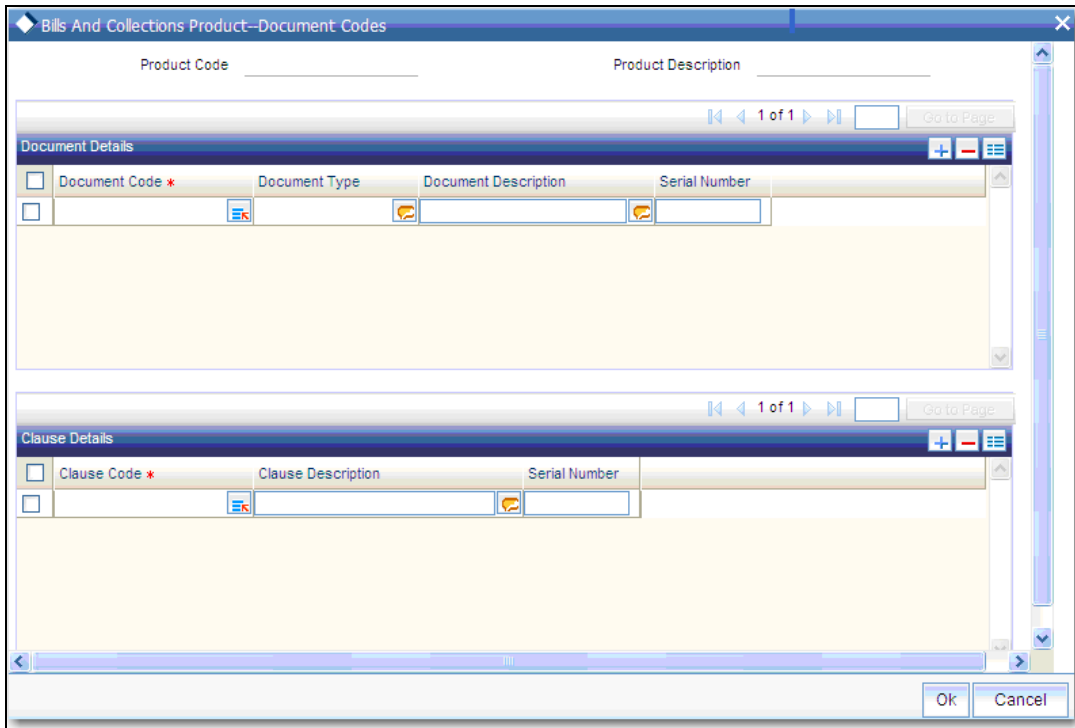 Bills And Collections Product--Document Codes
Product Code Product Description
1 of 1 Go to Page
Document Details
Document Code * Document Type Document Description Serial Number
1 of 1 Go to Page
Clause Details
Clause Code * Clause Description Serial Number
Ok Cancel